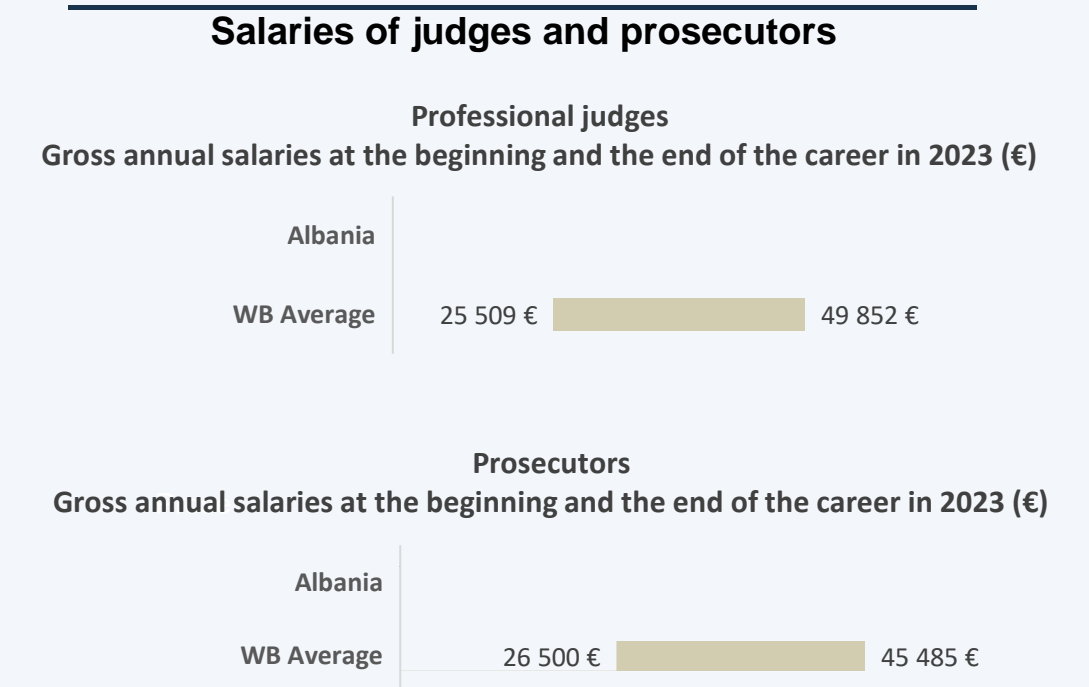 Salaries of judges and prosecutors
Professional judges
Gross annual salaries at the beginning and the end of the career in 2023 (€)
Albania
WB Average 25 509 € 49 852 €
Prosecutors
Gross annual salaries at the beginning and the end of the career in 2023 (€)
Albania
WB Average 26 500 € 45 485 €